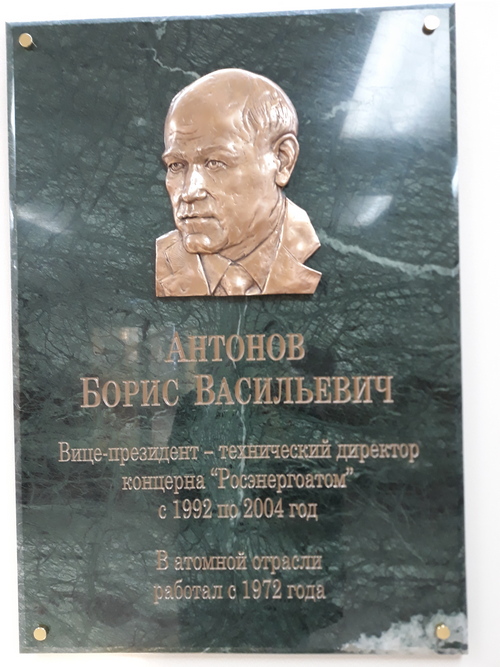 АНТОНОВ
БОРИС ВАСИЛЬЕВИЧ
Вице-президент – технический директор
концерна "Росэнергоатом"
с 1992 по 2004 год
В атомной отрасли
работал с 1972 года